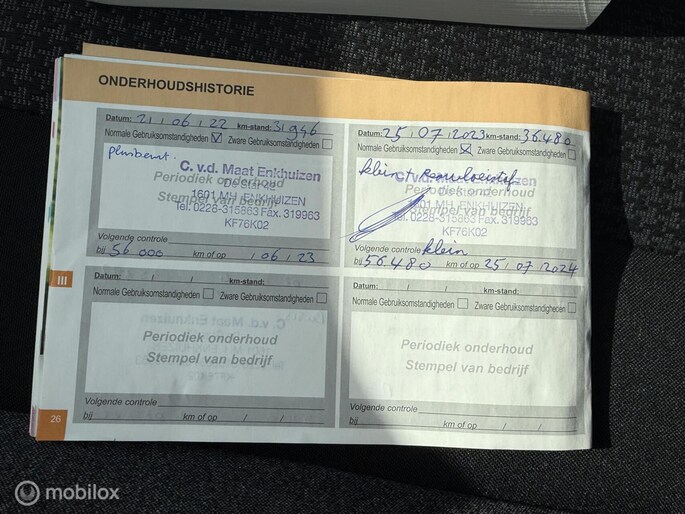 ONDERHOUDSHISTORIE
Datum: 21 / 06 / 22 km-stand: 31946
Normale Gebruiksomstandigheden Zware Gebruiksomstandigheden
C. v.d. Maat Enkhuizen
Periodiek onderhoud
Stempel van bedrijf
1601 MH ENKHUIZEN
Tel. 0228-315863 Fax. 319963
KF76K02
Volgende controle
bij 56 000 km of op / 06 / 23
Datum: 25 / 07 / 2023 km-stand: 36.480
Normale Gebruiksomstandigheden Zware Gebruiksomstandigheden
klein +
C. v.d. Maat Enkhuizen
Periodiek onderhoud
Stempel van bedrijf
1601 MH ENKHUIZEN
Tel. 0228-315863 Fax. 319963
KF76K02
Volgende controle klein
bij 56.480 km of op 25 / 07 / 2024
III
Datum: / / km-stand:
Normale Gebruiksomstandigheden Zware Gebruiksomstandigheden
Periodiek onderhoud
Stempel van bedrijf
Volgende controle
bij km of op / /
Datum: / / km-stand:
Normale Gebruiksomstandigheden Zware Gebruiksomstandigheden
Periodiek onderhoud
Stempel van bedrijf
Volgende controle
bij km of op / /
26
mobilox